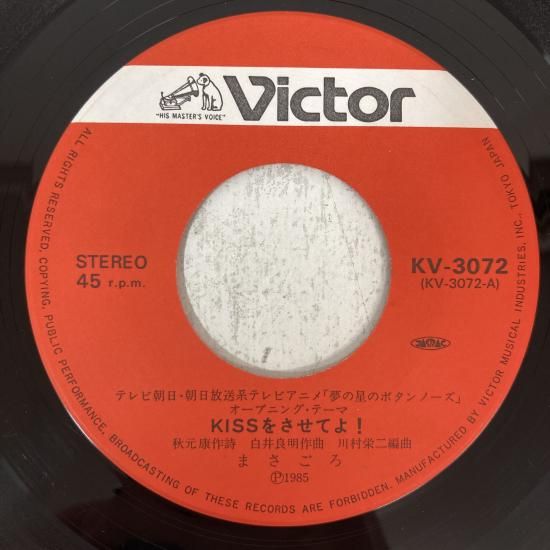 Victor
"HIS MASTER'S VOICE"
STEREO
45 r.p.m.
KV-3072
(KV-3072-A)
JASRAC
テレビ朝日・朝日放送系テレビアニメ「夢の星のボタンノーズ」
オープニング・テーマ
KISSをさせてよ!
秋元康作詩 白井良明作曲 川村栄二編曲
まさごろ
Ⓟ1985
ALL RIGHTS RESERVED. COPYING, PUBLIC PERFORMANCE, BROADCASTING OF THESE RECORDS ARE FORBIDDEN. MANUFACTURED BY VICTOR MUSICAL INDUSTRIES, INC., TOKYO JAPAN